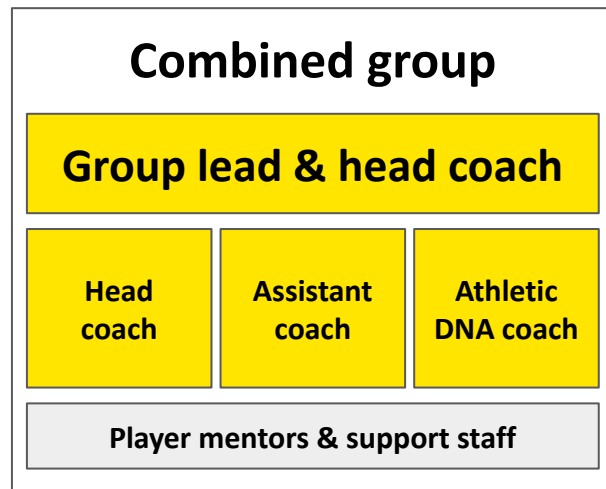 Combined group
Group lead & head coach
Head
coach
Assistant
coach
Athletic
DNA coach
Player mentors & support staff